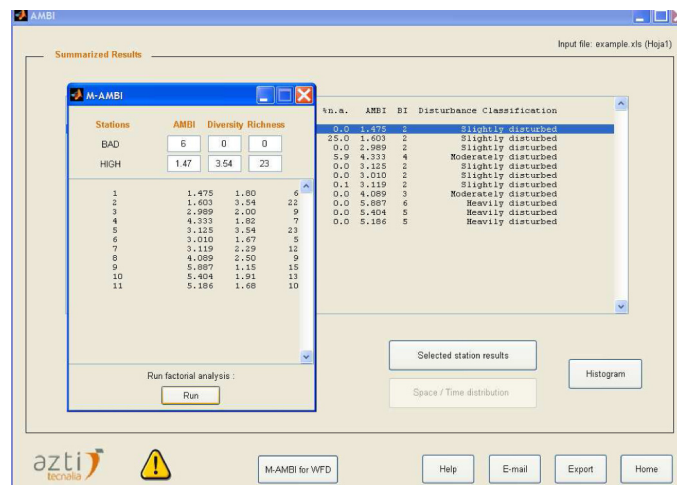 AMBI
Input file: example.xls (Hoja1)
Summarized Results
M-AMBI
Stations AMBI Diversity Richness
BAD 6 0 0
HIGH 1.47 3.54 23
1 1.475 1.80 6
2 1.603 3.54 22
3 2.989 2.00 9
4 4.333 1.82 7
5 3.125 3.54 23
6 3.010 1.67 5
7 3.119 2.29 12
8 4.089 2.50 9
9 5.887 1.15 15
10 5.404 1.91 13
11 5.186 1.68 10
Run factorial analysis :
Run
%n.a. AMBI BI Disturbance Classification
0.0 1.475 2 Slightly disturbed
25.0 1.603 2 Slightly disturbed
0.0 2.989 2 Slightly disturbed
5.9 4.333 4 Moderately disturbed
0.0 3.125 2 Slightly disturbed
0.0 3.010 2 Slightly disturbed
0.1 3.119 2 Slightly disturbed
0.0 4.089 3 Moderately disturbed
0.0 5.887 6 Heavily disturbed
0.0 5.404 5 Heavily disturbed
0.0 5.186 5 Heavily disturbed
Selected station results
Space / Time distribution
Histogram
azti
tecnalia
M-AMBI for WFD
Help
E-mail
Export
Home